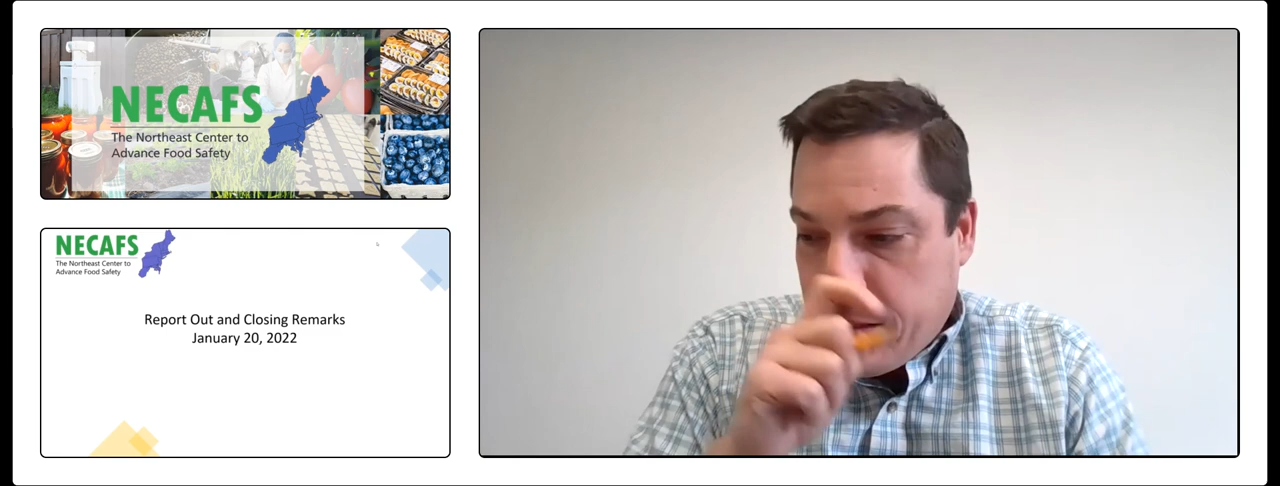 NECAFS
The Northeast Center to
Advance Food Safety
NECAFS
The Northeast Center to
Advance Food Safety
Report Out and Closing Remarks
January 20, 2022